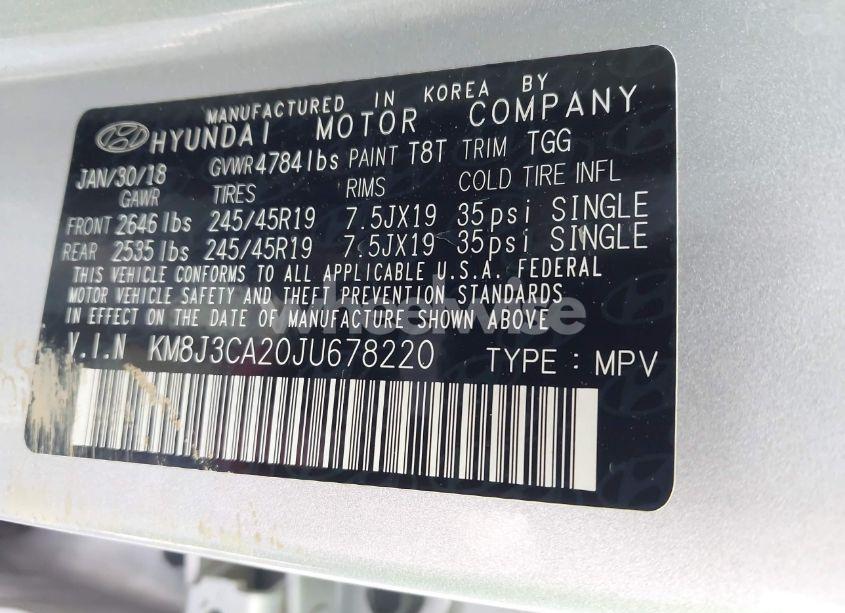 MANUFACTURED IN KOREA BY
HYUNDAI MOTOR COMPANY
JAN/30/18 GVWR 4784lbs PAINT T8T TRIM TGG
GAWR TIRES RIMS COLD TIRE INFL
FRONT 2646 lbs 245/45R19 7.5JX19 35psi SINGLE
REAR 2535 lbs 245/45R19 7.5JX19 35psi SINGLE
THIS VEHICLE CONFORMS TO ALL APPLICABLE U.S.A. FEDERAL
MOTOR VEHICLE SAFETY AND THEFT PREVENTION STANDARDS
IN EFFECT ON THE DATE OF MANUFACTURE SHOWN ABOVE
V.I.N KM8J3CA20JU678220 TYPE : MPV